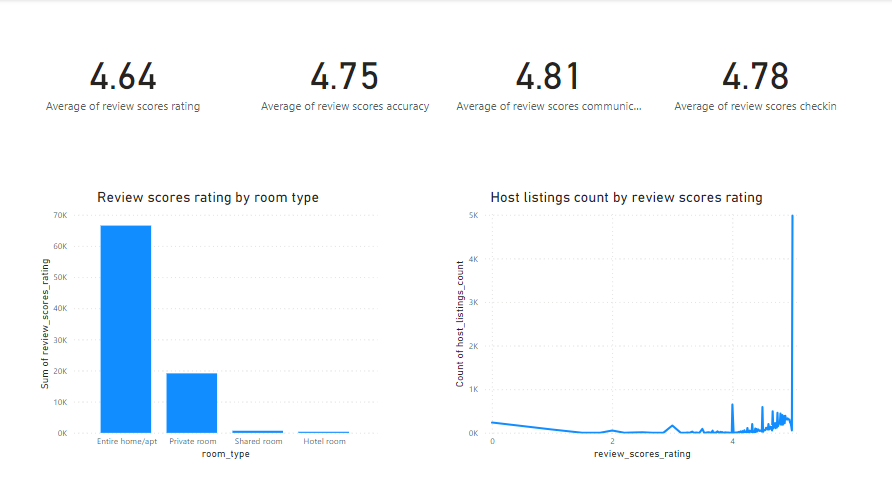 4.64
Average of review scores rating
4.75
Average of review scores accuracy
4.81
Average of review scores communic...
4.78
Average of review scores checkin
Review scores rating by room type
70K
60K
50K
40K
30K
20K
10K
0K
Sum of review_scores_rating
Entire home/apt
Private room
Shared room
Hotel room
room_type
Host listings count by review scores rating
5K
4K
3K
2K
1K
0K
Count of host_listings_count
0
2
4
review_scores_rating